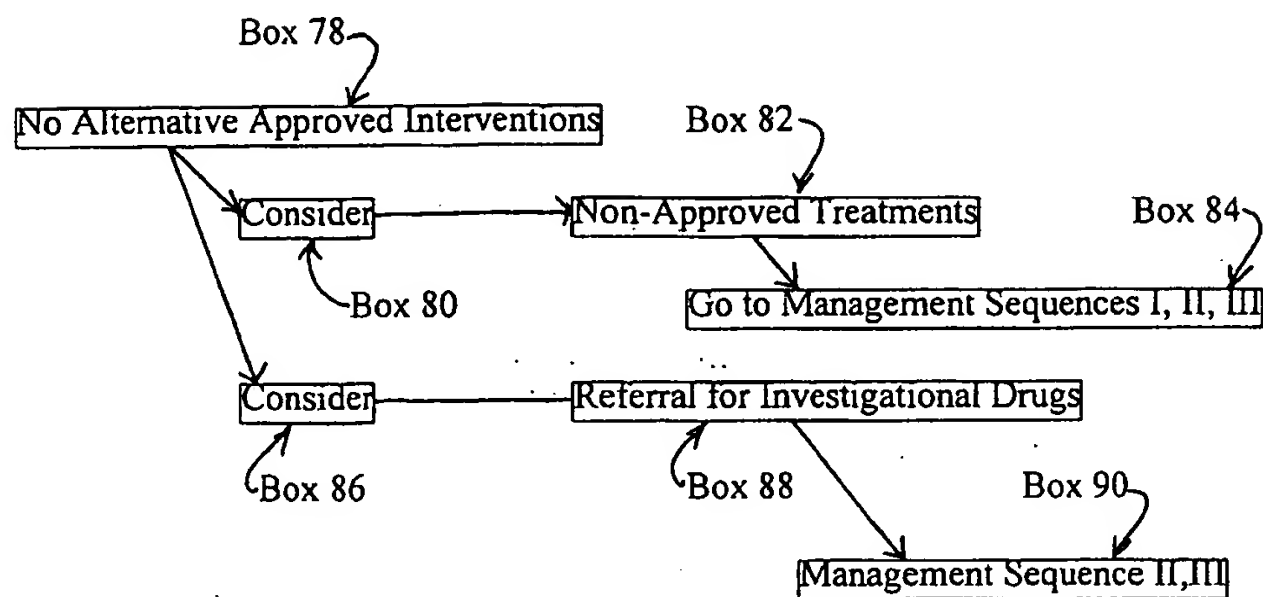 Box 78
No Alternative Approved Interventions
Box 82
Consider
Non-Approved Treatments
Box 84
Box 80
Go to Management Sequences I, II, III
Consider
Referral for Investigational Drugs
Box 86
Box 88
Box 90
Management Sequence II,III